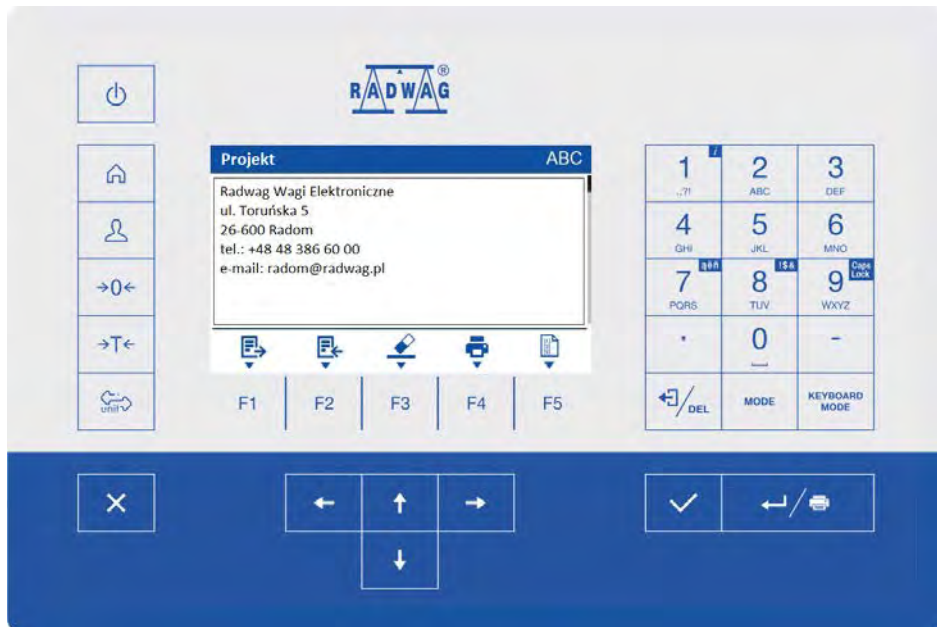 RADWAG®
Projekt ABC
Radwag Wagi Elektroniczne
ul. Toruńska 5
26-600 Radom
tel.: +48 48 386 60 00
e-mail: radom@radwag.pl
F1 F2 F3 F4 F5
→0←
→T←
unit
1 i
..?!
2
ABC
3
DEF
4
GHI
5
JKL
6
MNO
7 ąëñ
PQRS
8 !$&
TUV
9 Caps Lock
WXYZ
.
0
-
/DEL
MODE
KEYBOARD
MODE